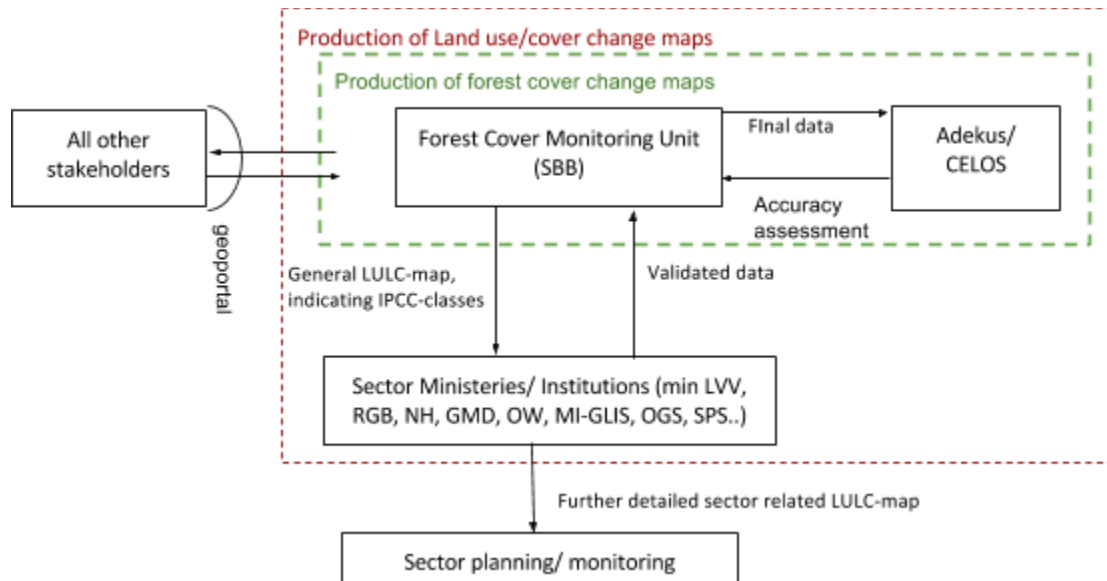 Production of Land use/cover change maps
Production of forest cover change maps
All other
stakeholders
geoportal
Forest Cover Monitoring Unit
(SBB)
FInal data
Adekus/
CELOS
Accuracy
assessment
General LULC-map,
indicating IPCC-classes
Validated data
Sector Ministeries/ Institutions (min LVV,
RGB, NH, GMD, OW, MI-GLIS, OGS, SPS..)
Further detailed sector related LULC-map
Sector planning/ monitoring